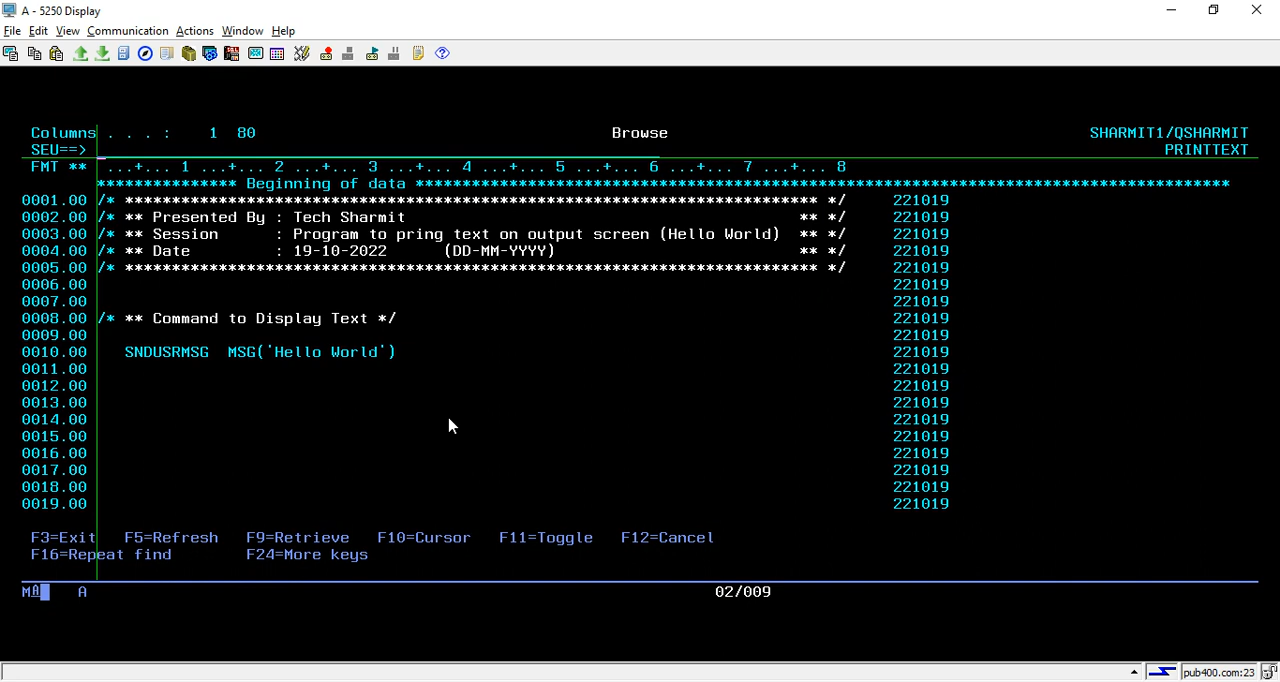 A - 5250 Display
File Edit View Communication Actions Window Help
Columns . . . : 1 80 Browse SHARMIT1/QSHARMIT
SEU==> PRINTTEXT
FMT ** ...+... 1 ...+... 2 ...+... 3 ...+... 4 ...+... 5 ...+... 6 ...+... 7 ...+... 8
*************** Beginning of data ***************************************************************************************
0001.00 /* ************************************************************************** */ 221019
0002.00 /* ** Presented By : Tech Sharmit ** */ 221019
0003.00 /* ** Session : Program to pring text on output screen (Hello World) ** */ 221019
0004.00 /* ** Date : 19-10-2022 (DD-MM-YYYY) ** */ 221019
0005.00 /* ************************************************************************** */ 221019
0006.00 221019
0007.00 221019
0008.00 /* ** Command to Display Text */ 221019
0009.00 221019
0010.00 SNDUSRMSG MSG('Hello World') 221019
0011.00 221019
0012.00 221019
0013.00 221019
0014.00 221019
0015.00 221019
0016.00 221019
0017.00 221019
0018.00 221019
0019.00 221019
F3=Exit F5=Refresh F9=Retrieve F10=Cursor F11=Toggle F12=Cancel
F16=Repeat find F24=More keys
MA A 02/009
pub400.com:23